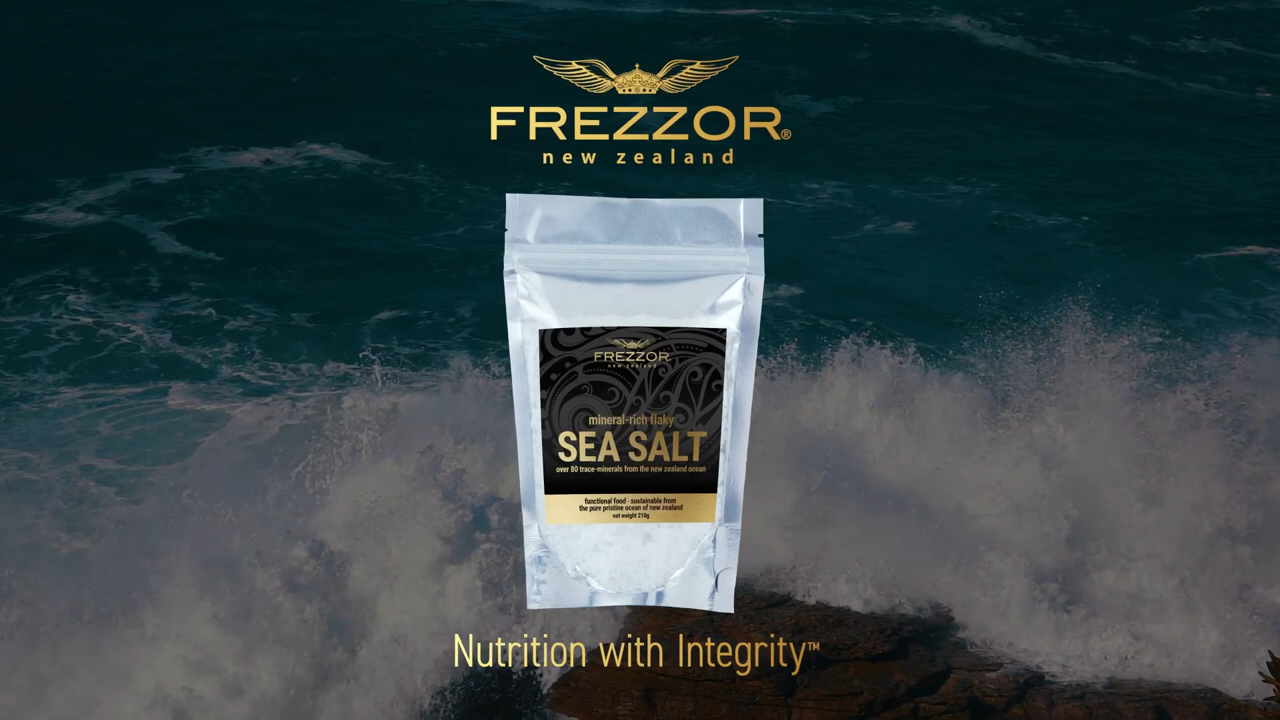 FREZZOR®
new zealand
FREZZOR
new zealand
mineral-rich flaky
SEA SALT
over 80 trace-minerals from the new zealand ocean
functional food · sustainable from
the pure pristine ocean of new zealand
net weight 210g
Nutrition with Integrity™